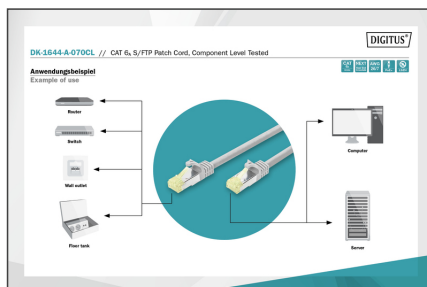 DIGITUS®
DK-1644-A-070CL // CAT 6A S/FTP Patch Cord, Component Level Tested
CAT
Anwendungsbeispiel
Example of use
Router
Switch
Wall outlet
Floor tank
Computer
Server